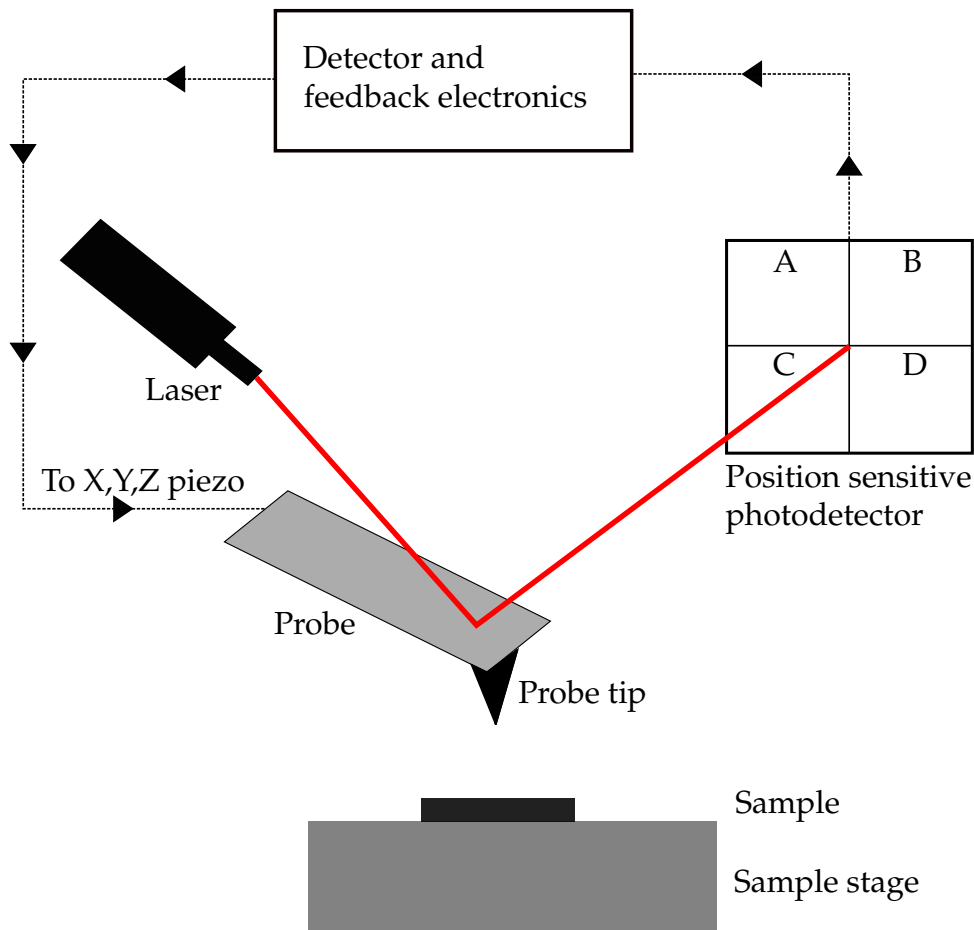 Detector and
feedback electronics
A
B
C
D
Laser
To X,Y,Z piezo
Position sensitive
photodetector
Probe
Probe tip
Sample
Sample stage